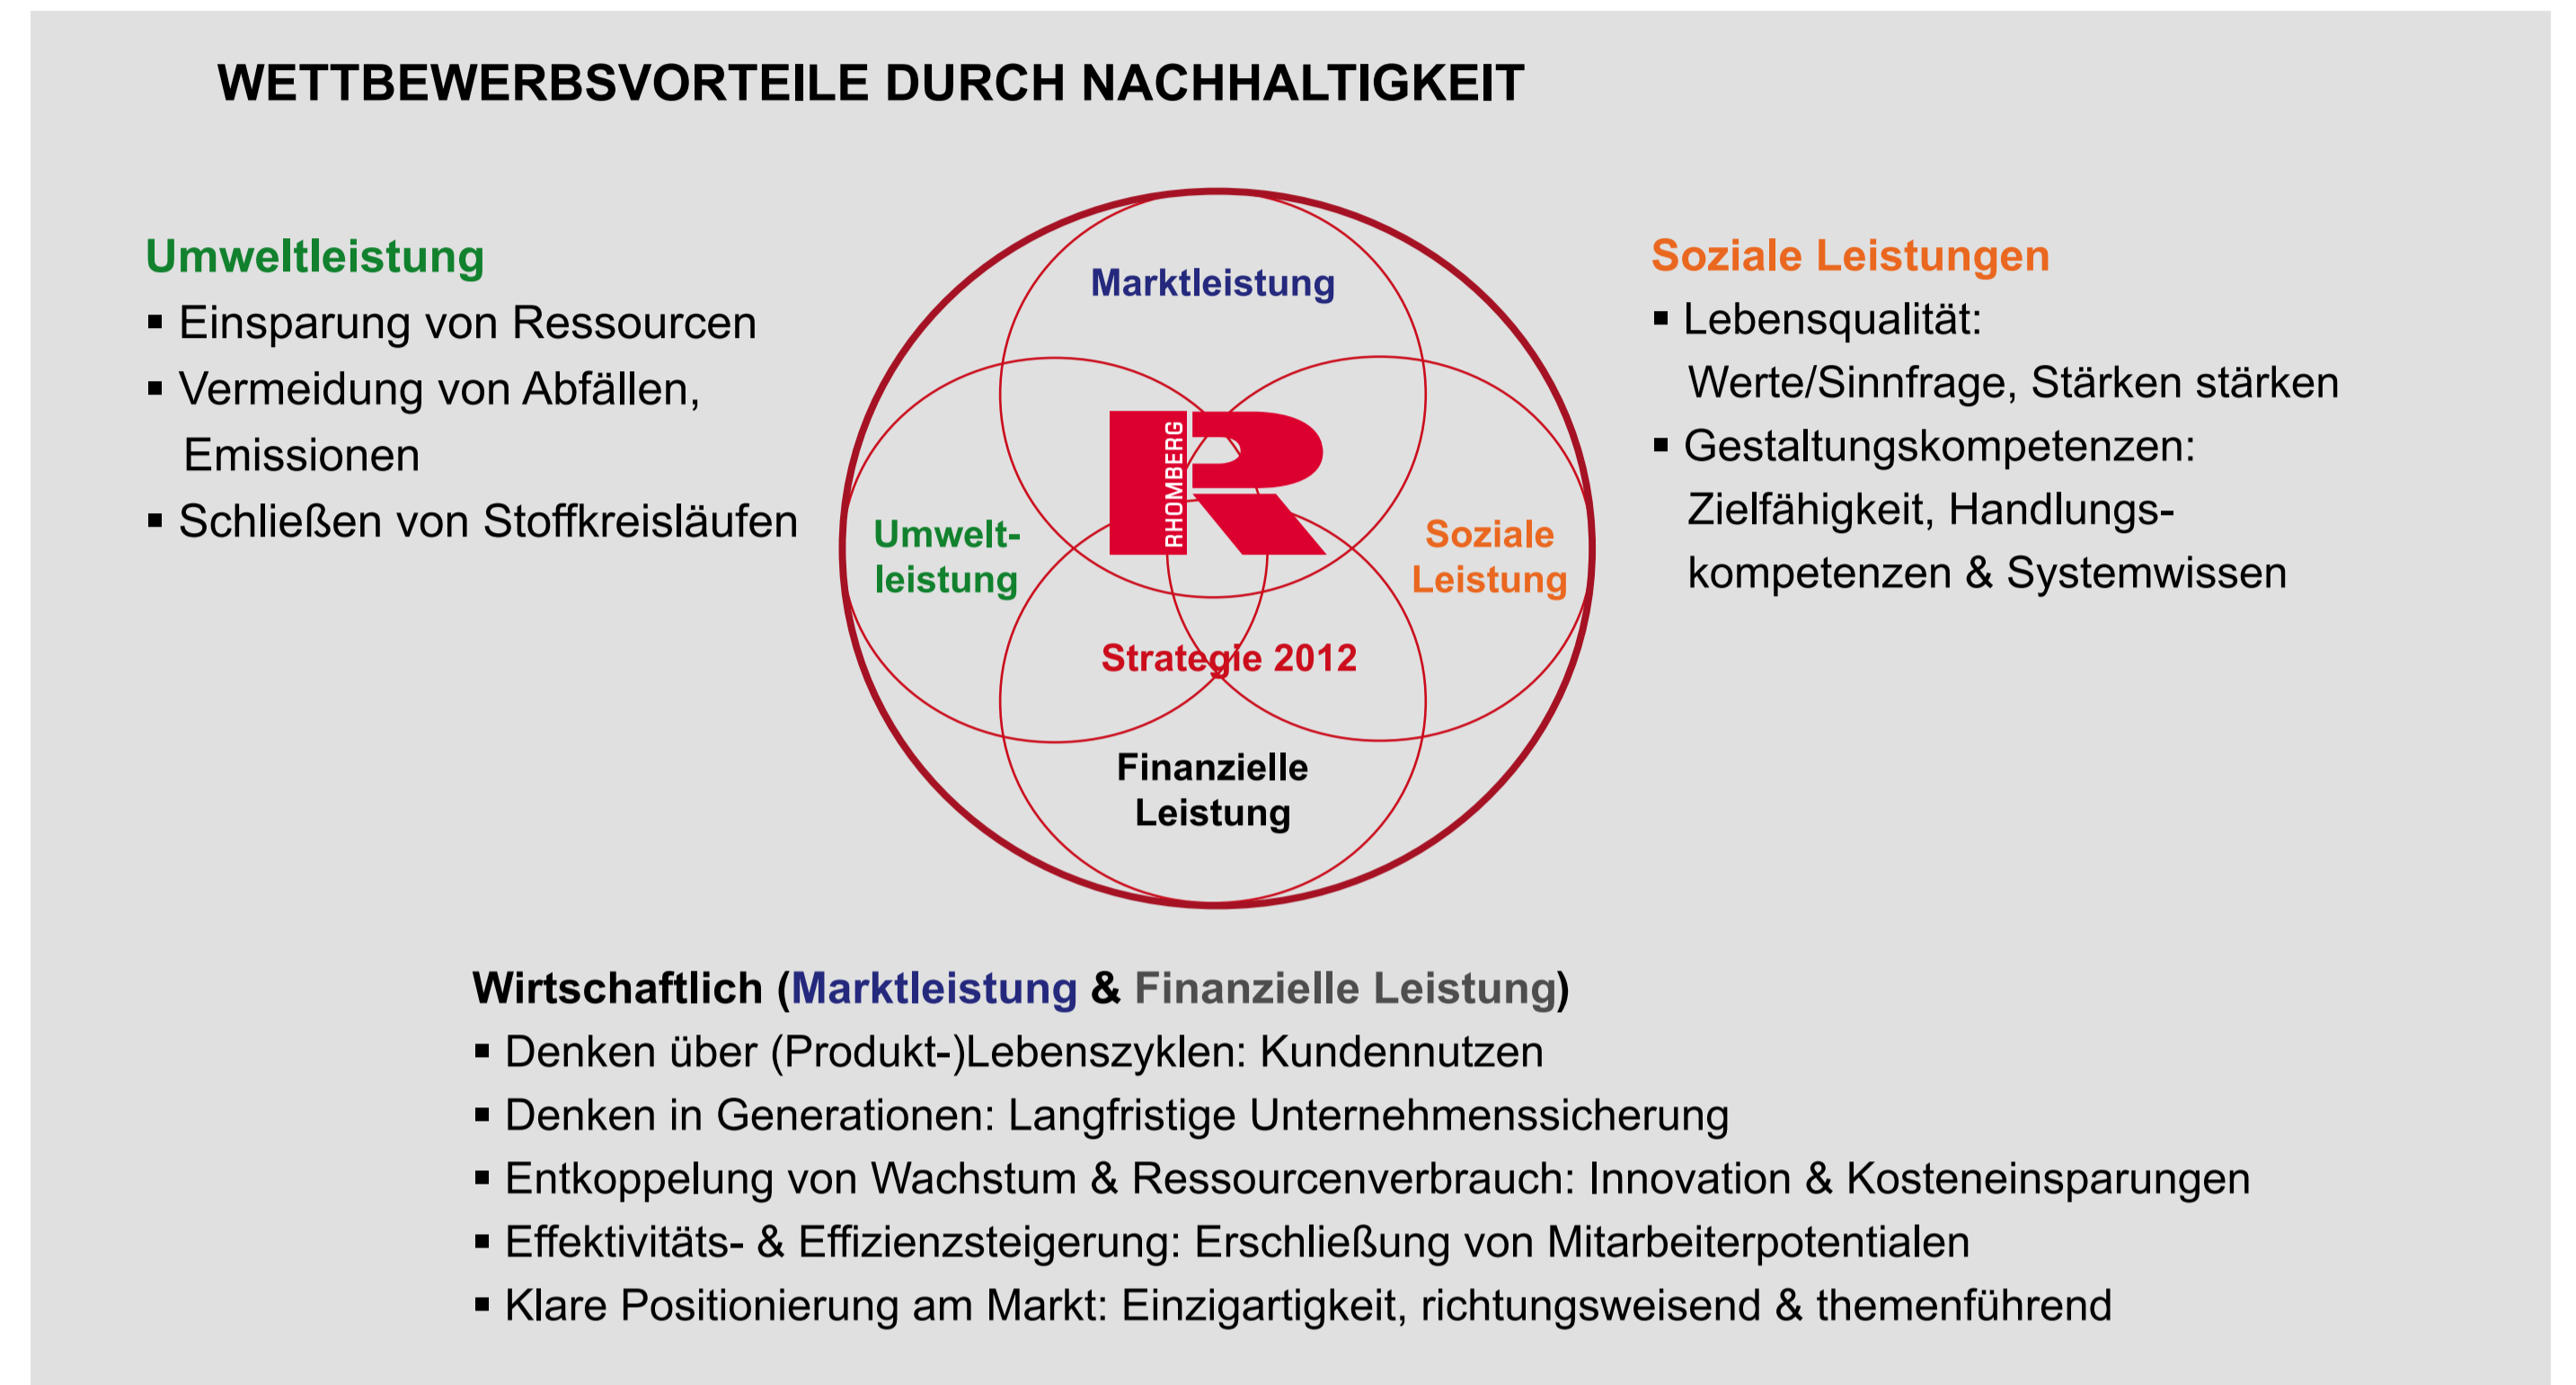 WETTBEWERBSVORTEILE DURCH NACHHALTIGKEIT
Umweltleistung
▪ Einsparung von Ressourcen
▪ Vermeidung von Abfällen,
Emissionen
▪ Schließen von Stoffkreisläufen
Marktleistung
RHOMBERG
R
Umwelt-
leistung
Soziale
Leistung
Strategie 2012
Finanzielle
Leistung
Soziale Leistungen
▪ Lebensqualität:
Werte/Sinnfrage, Stärken stärken
▪ Gestaltungskompetenzen:
Zielfähigkeit, Handlungs-
kompetenzen & Systemwissen
Wirtschaftlich (Marktleistung & Finanzielle Leistung)
▪ Denken über (Produkt-)Lebenszyklen: Kundennutzen
▪ Denken in Generationen: Langfristige Unternehmenssicherung
▪ Entkoppelung von Wachstum & Ressourcenverbrauch: Innovation & Kosteneinsparungen
▪ Effektivitäts- & Effizienzsteigerung: Erschließung von Mitarbeiterpotentialen
▪ Klare Positionierung am Markt: Einzigartigkeit, richtungsweisend & themenführend